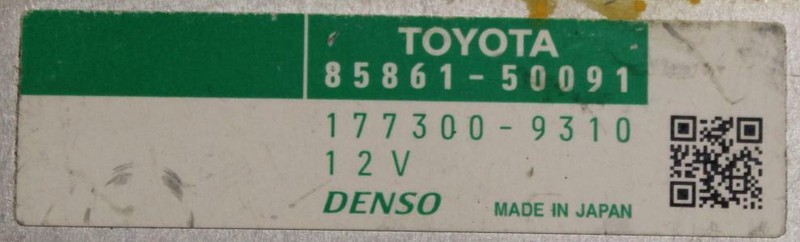 TOYOTA
85861-50091
177300-9310
12V
DENSO MADE IN JAPAN